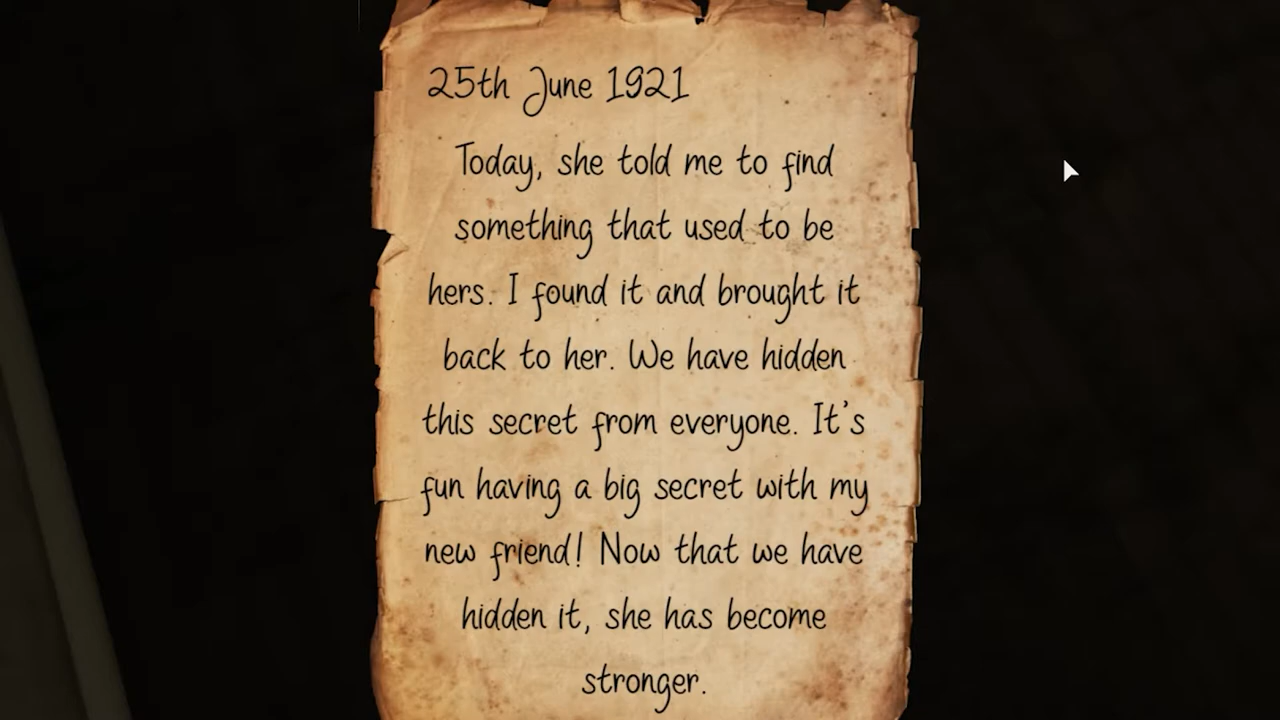 25th June 1921
Today, she told me to find
something that used to be
hers. I found it and brought it
back to her. We have hidden
this secret from everyone. It's
fun having a big secret with my
new friend! Now that we have
hidden it, she has become
stronger.